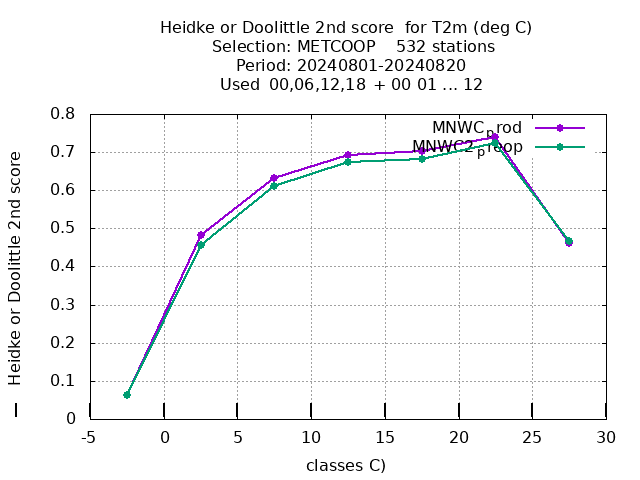 Heidke or Doolittle 2nd score  for T2m (deg C)
Selection: METCOOP    532 stations
Period: 20240801-20240820
Used  00,06,12,18  + 00 01 ... 12
MNWC_prod
MNWC2_preop
Heidke or Doolittle 2nd score
0.8
0.7
0.6
0.5
0.4
0.3
0.2
0.1
0
-5 0 5 10 15 20 25 30
classes C)